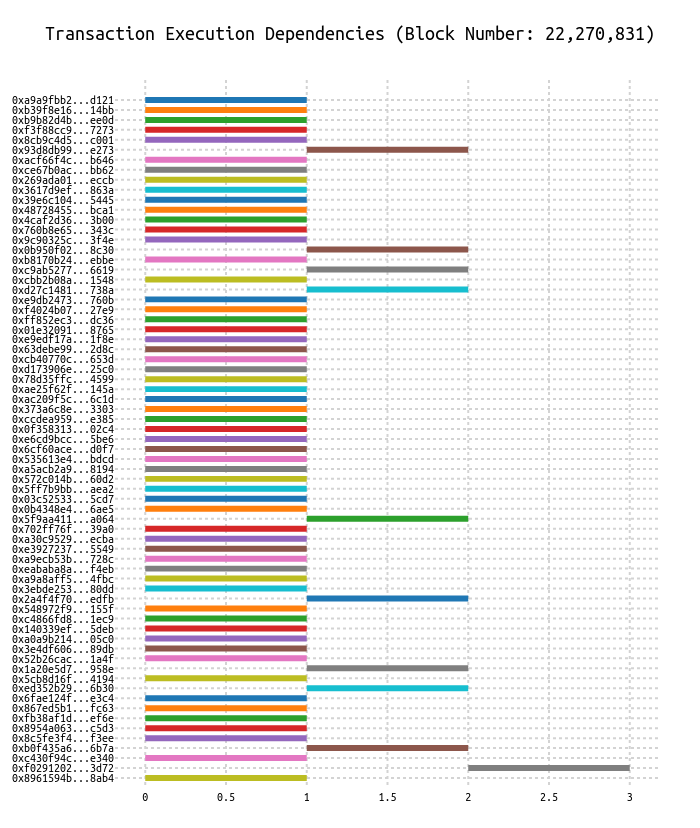 Transaction Execution Dependencies (Block Number: 22,270,831)
0xa9a9fbb2...d121
0xb39f8e16...14bb
0xb9b82d4b...ee0d
0xf3f88cc9...7273
0x8cb9c4d5...c001
0x93d8db99...e273
0xacf66f4c...b646
0xce67b0ac...bb62
0x269ada01...eccb
0x3617d9ef...863a
0x39e6c104...5445
0x48728455...bca1
0x4caf2d36...3b00
0x760b8e65...343c
0x9c90325c...3f4e
0x0b950f02...8c30
0xb8170b24...ebbe
0xc9ab5277...6619
0xcbb2b08a...1548
0xd27c1481...738a
0xe9db2473...760b
0xf4024b07...27e9
0xff852ec3...dc36
0x01e32091...8765
0xe9edf17a...1f8e
0x63debe99...2d8c
0xcb40770c...653d
0xd173906e...25c0
0x78d35ffc...4599
0xae25f62f...145a
0xac209f5c...6c1d
0x373a6c8e...3303
0xccdea959...e385
0x0f358313...02c4
0xe6cd9bcc...5be6
0x6cf60ace...d0f7
0x535613e4...bdcd
0xa5acb2a9...8194
0x572c014b...60d2
0x5ff7b9bb...aea2
0x03c52533...5cd7
0x0b4348e4...6ae5
0x5f9aa411...a064
0x702ff76f...39a0
0xa30c9529...ecba
0xe3927237...5549
0xa9ecb53b...728c
0xeababa8a...f4eb
0xa9a8aff5...4fbc
0x3ebde253...80dd
0x2a4f4f70...edfb
0x548972f9...155f
0xc4866fd8...1ec9
0x140339ef...5deb
0xa0a9b214...05c0
0x3e4df606...89db
0x52b26cac...1a4f
0x1a20e5d7...958e
0x5cb8d16f...4194
0xed352b29...6b30
0x6fae124f...e3c4
0x867ed5b1...fc63
0xfb38af1d...ef6e
0x8954a063...c5d3
0x8c5fe3f4...f3ee
0xb0f435a6...6b7a
0xc430f94c...e340
0xf0291202...3d72
0x8961594b...8ab4
0 0.5 1 1.5 2 2.5 3